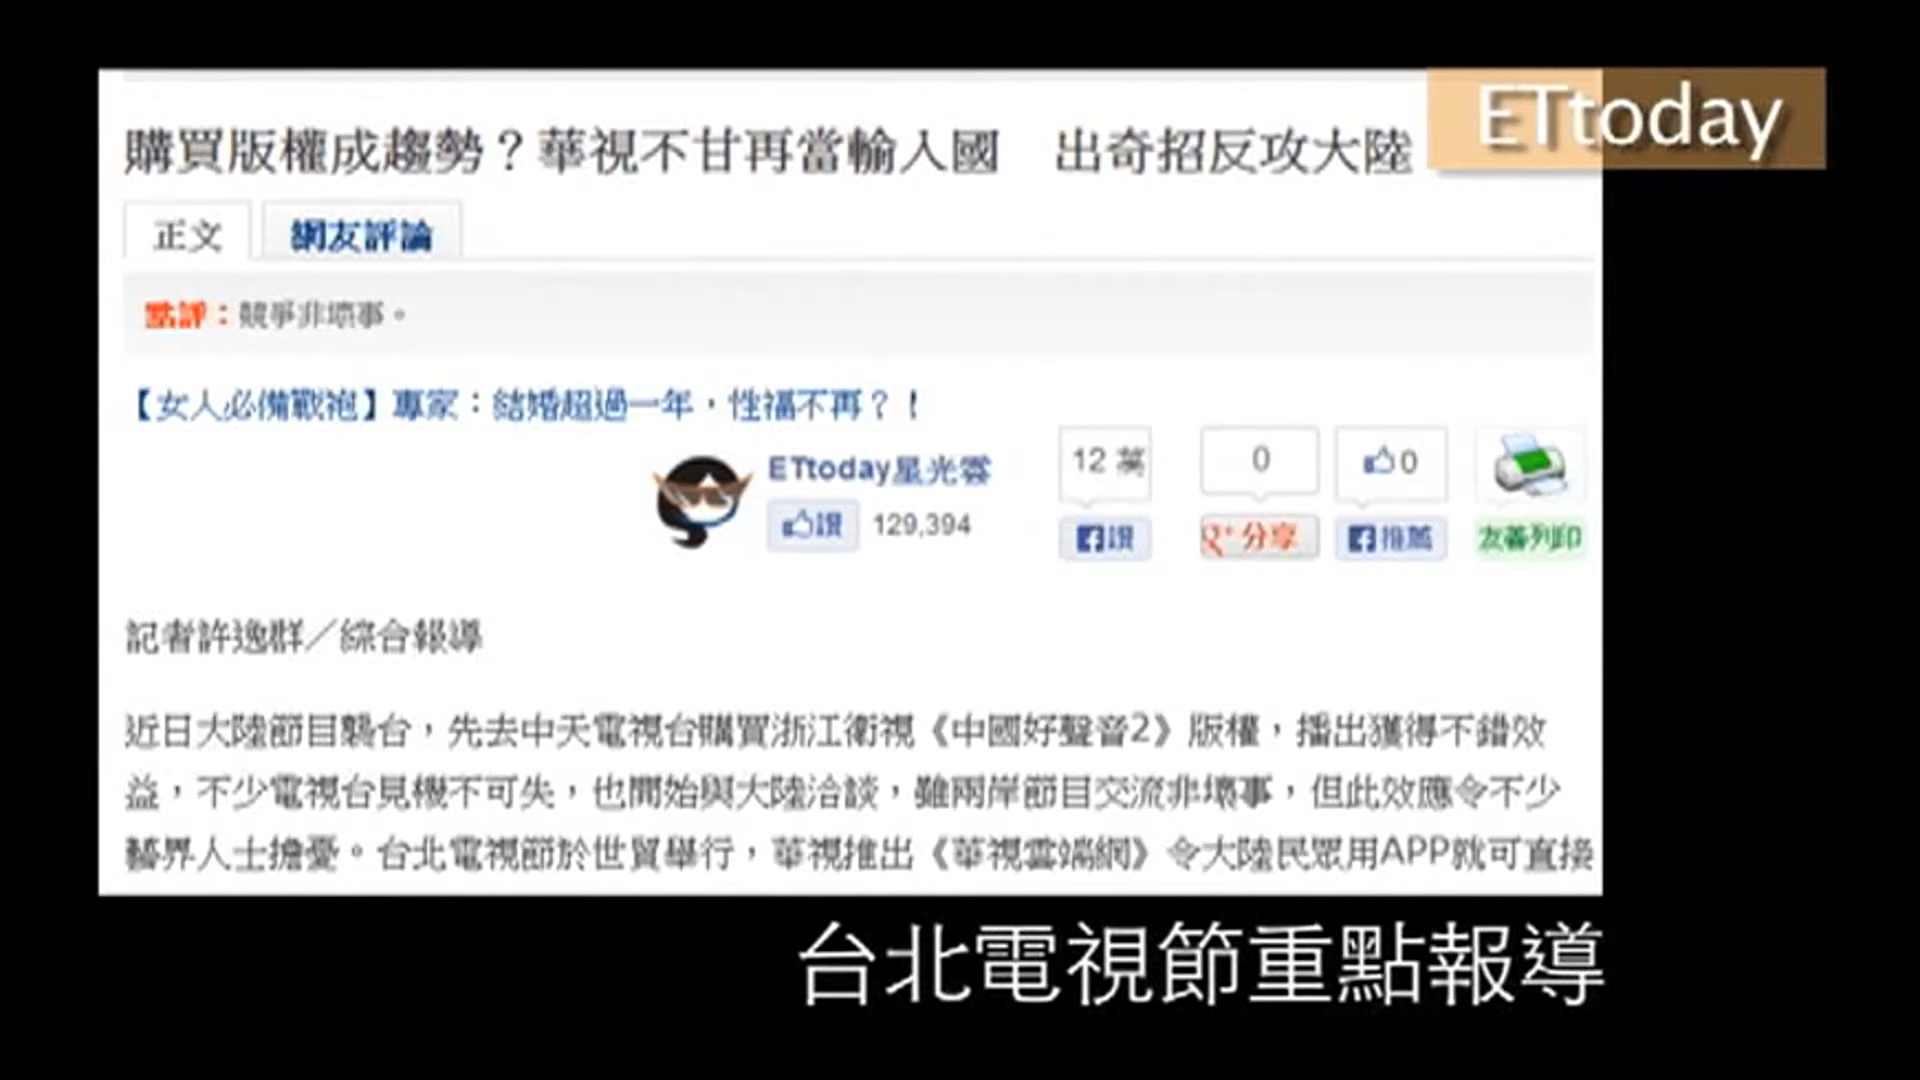 ETtoday
購買版權成趨勢？華視不甘再當輸入國　出奇招反攻大陸
正文 網友評論
點評：競爭非壞事。
【女人必備戰袍】專家：結婚超過一年，性福不再？！
ETtoday星光雲
讚 129,394
12 萬 0 0
讚 分享 推薦 友善列印
記者許逸群／綜合報導
近日大陸節目襲台，先去中天電視台購買浙江衛視《中國好聲音2》版權，播出獲得不錯效
益，不少電視台見機不可失，也開始與大陸洽談，雖兩岸節目交流非壞事，但此效應令不少
藝界人士擔憂。台北電視節於世貿舉行，華視推出《華視雲端網》令大陸民眾用APP就可直接
台北電視節重點報導